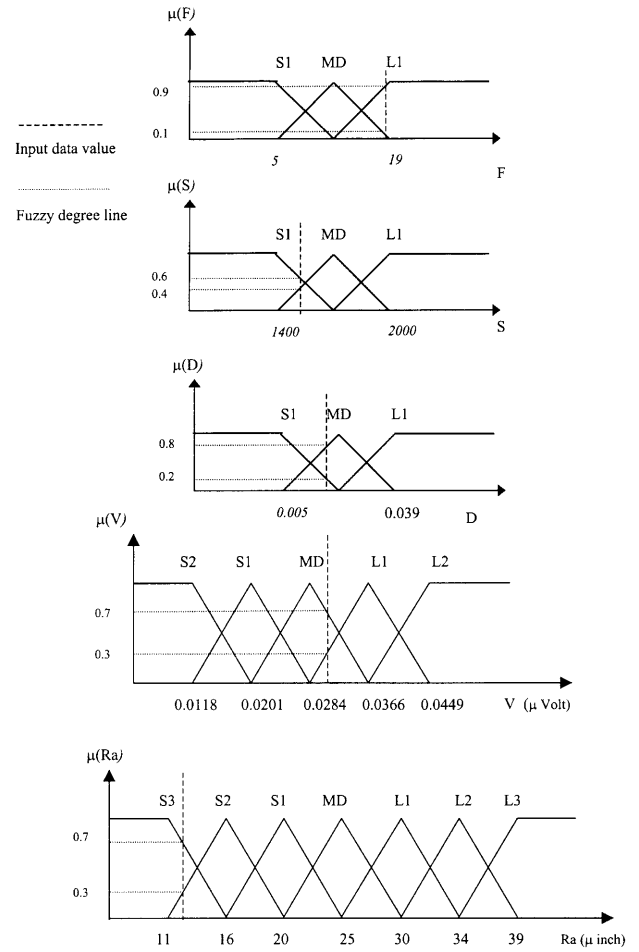 μ(F)
S1 MD L1
0.9
0.1
5 19
F
Input data value
Fuzzy degree line
μ(S)
S1 MD L1
0.6
0.4
1400 2000 S
μ(D)
S1 MD L1
0.8
0.2
0.005 0.039 D
μ(V)
S2 S1 MD L1 L2
0.7
0.3
0.0118 0.0201 0.0284 0.0366 0.0449 V (μ Volt)
μ(Ra)
S3 S2 S1 MD L1 L2 L3
0.7
0.3
11 16 20 25 30 34 39 Ra (μ inch)